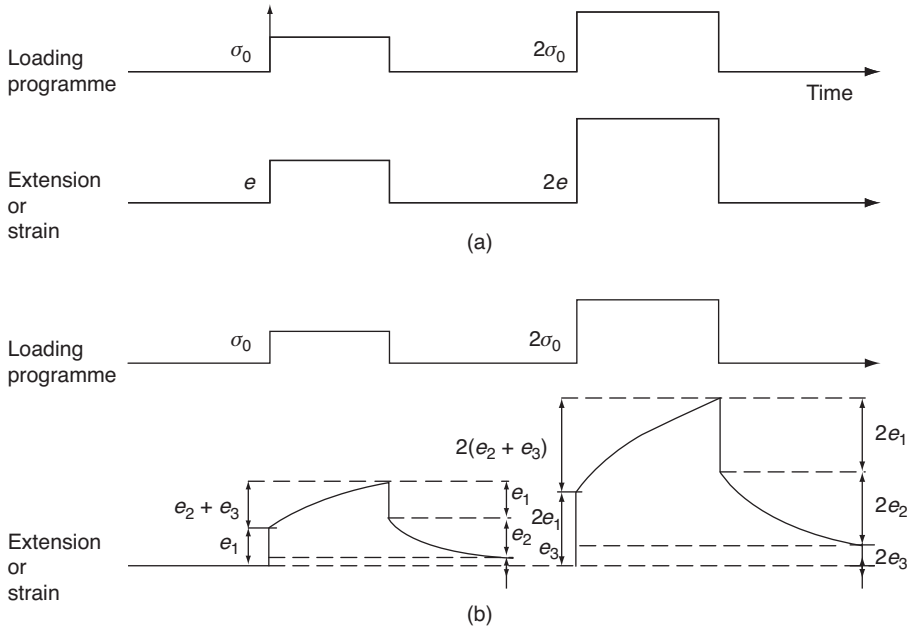 σ₀
2σ₀
Loading
programme
Time
e
2e
Extension
or
strain
(a)
σ₀
2σ₀
Loading
programme
2(e₂ + e₃)
2e₁
e₂ + e₃
e₁
2e₁
e₁
e₂
2e₂
e₃
Extension
or
strain
2e₃
(b)